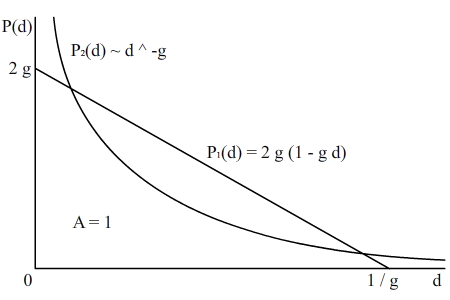 P(d)
P₂(d) ~ d ^ -g
2 g
P₁(d) = 2 g (1 - g d)
A = 1
0
1 / g
d